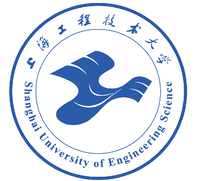 上海工程技术大学
Shanghai University of Engineering Science